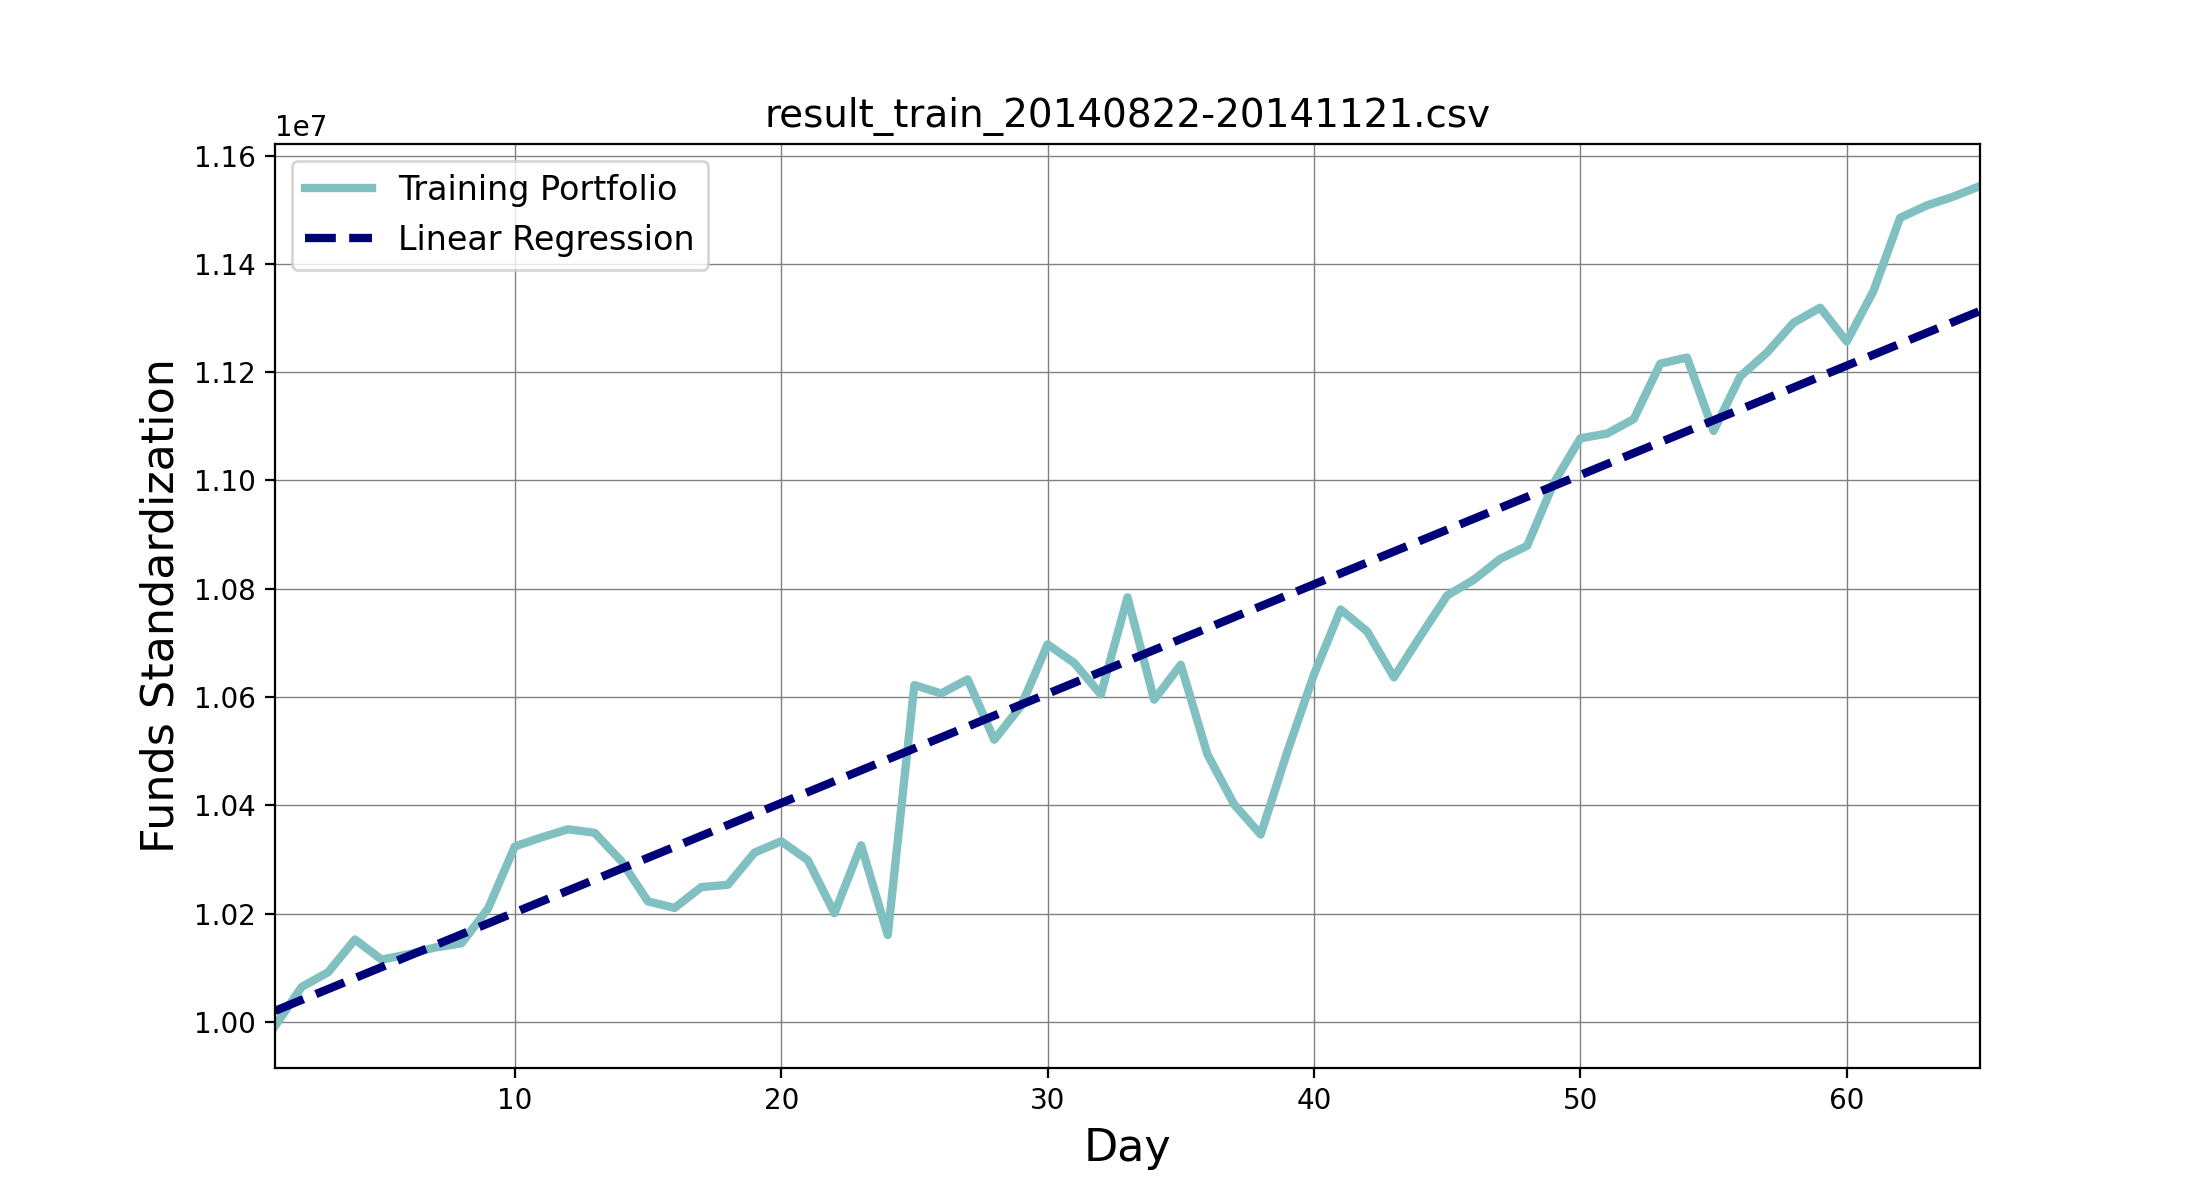 result_train_20140822-20141121.csv
1e7
Training Portfolio
Linear Regression
Funds Standardization
1.16
1.14
1.12
1.10
1.08
1.06
1.04
1.02
1.00
10 20 30 40 50 60
Day